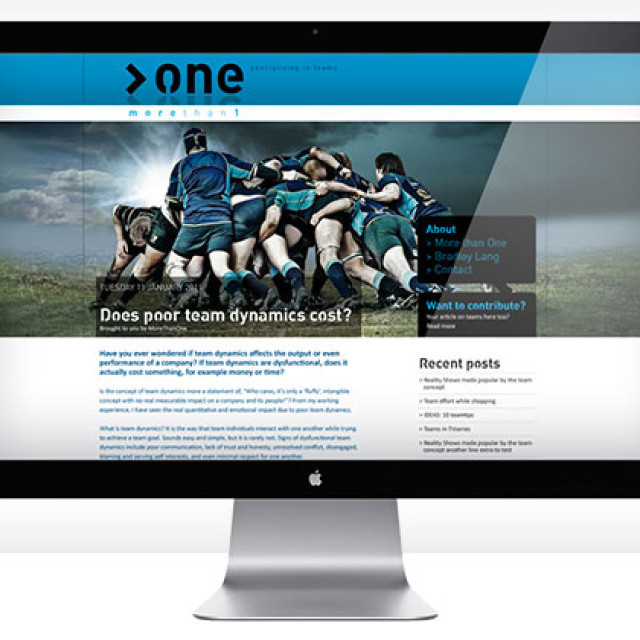 >one
specialising in teams
morethan1
TUESDAY 11 JANUARY 2011
Does poor team dynamics cost?
Brought to you by MoreThanOne
About
> More than One
> Bradley Lang
> Contact
Want to contribute?
Your article on teams here too?
Read more
Have you ever wondered if team dynamics affects the output or even
performance of a company? If team dynamics are dysfunctional, does it
actually cost something, for example money or time?
Is the concept of team dynamics more a statement of, "Who cares, it's only a 'fluffy', intangible
concept with no real measurable impact on a company and its people!"? From my working
experience, I have seen the real quantitative and emotional impact due to poor team dynamics.
What is team dynamics? It is the way that team individuals interact with one another while trying
to achieve a team goal. Sounds easy and simple, but it is rarely not. Signs of dysfunctional team
dynamics include poor communication, lack of trust and honesty, unresolved conflict, disengaged,
blaming and serving self interests, and even minimal respect for one another.
Recent posts
> Reality Shows made popular by the team
concept
> Team effort while shopping
> IDEAS: 10 teamtips
> Teams in 7 stories
> Reality Shows made popular by the team
concept another line extra to test